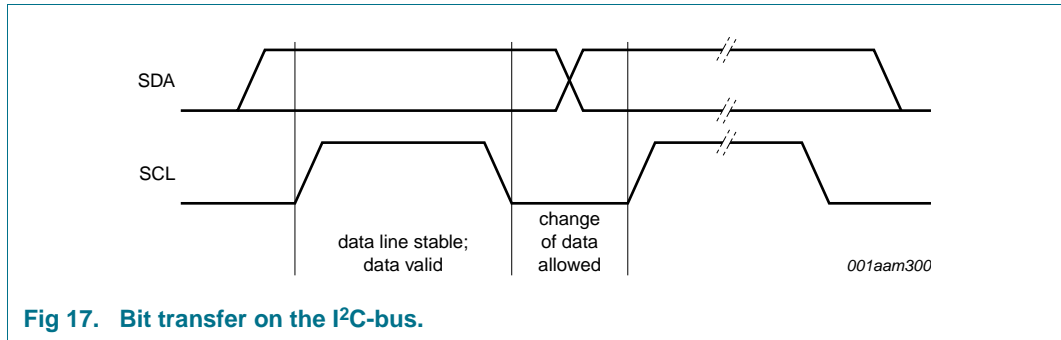 SDA
SCL
data line stable;
data valid
change
of data
allowed
001aam300
Fig 17. Bit transfer on the I²C-bus.